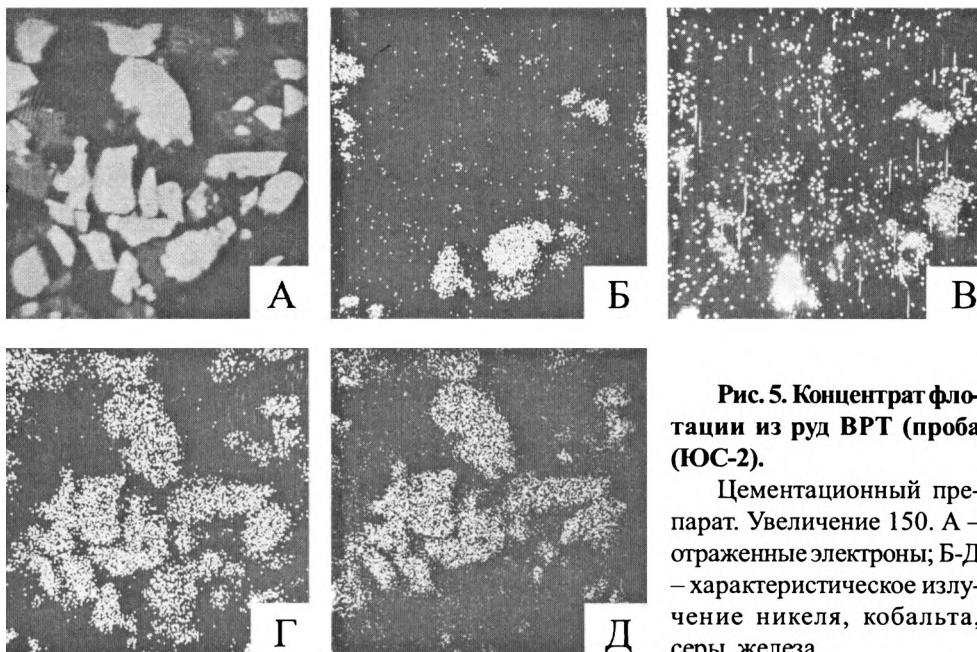 А
Б
В
Г
Д
Рис. 5. Концентрат фло-
тации из руд ВРТ (проба
(ЮС-2).
Цементационный пре-
парат. Увеличение 150. А –
отраженные электроны; Б-Д
– характеристическое излу-
чение никеля, кобальта,
серы, железа